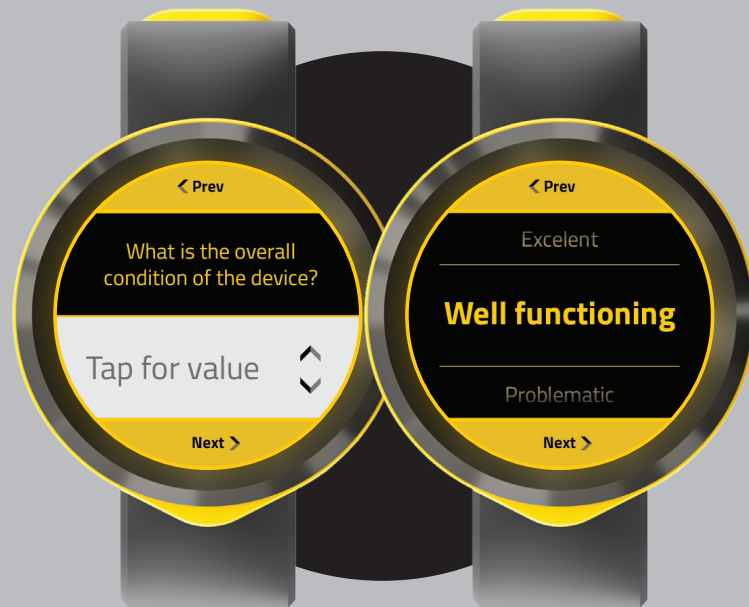 Prev
What is the overall
condition of the device?
Tap for value
Next
Prev
Excelent
Well functioning
Problematic
Next